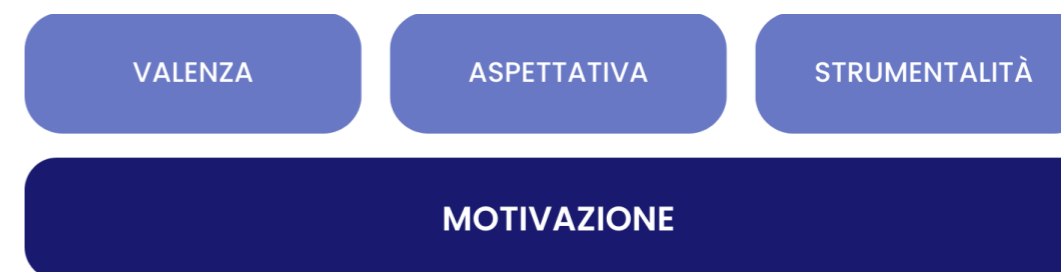 VALENZA
ASPETTATIVA
STRUMENTALITÀ
MOTIVAZIONE